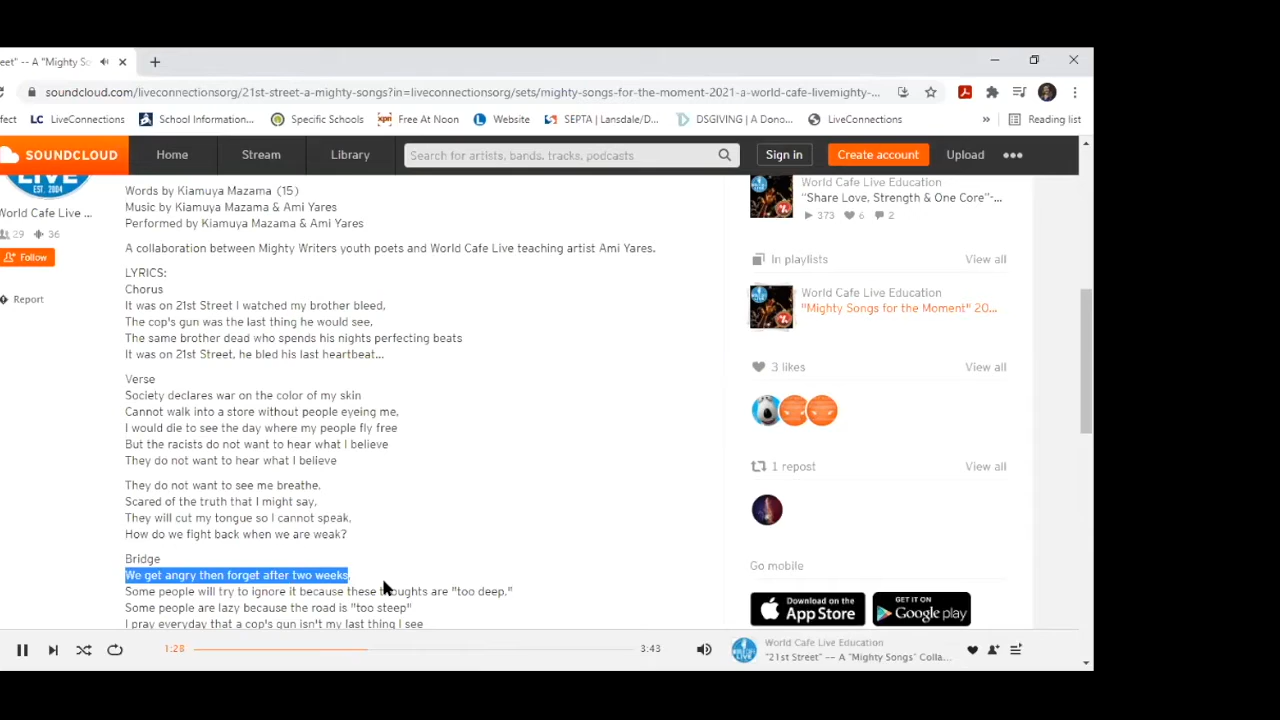 eet" -- A "Mighty So
soundcloud.com/liveconnectionsorg/21st-street-a-mighty-songs?in=liveconnectionsorg/sets/mighty-songs-for-the-moment-2021-a-world-cafe-livemighty-...
fect LC LiveConnections School Information... Specific Schools xpn Free At Noon Website SEPTA | Lansdale/D... DSGIVING | A Dono... LiveConnections » Reading list
SOUNDCLOUD Home Stream Library Search for artists, bands, tracks, podcasts Sign in Create account Upload
LIVE
EST. 2004
World Cafe Live ...
29 36
Follow
Report
Words by Kiamuya Mazama (15)
Music by Kiamuya Mazama & Ami Yares
Performed by Kiamuya Mazama & Ami Yares
A collaboration between Mighty Writers youth poets and World Cafe Live teaching artist Ami Yares.
LYRICS:
Chorus
It was on 21st Street I watched my brother bleed,
The cop's gun was the last thing he would see,
The same brother dead who spends his nights perfecting beats
It was on 21st Street, he bled his last heartbeat...
Verse
Society declares war on the color of my skin
Cannot walk into a store without people eyeing me,
I would die to see the day where my people fly free
But the racists do not want to hear what I believe
They do not want to hear what I believe
They do not want to see me breathe.
Scared of the truth that I might say,
They will cut my tongue so I cannot speak,
How do we fight back when we are weak?
Bridge
We get angry then forget after two weeks,
Some people will try to ignore it because these thoughts are "too deep."
Some people are lazy because the road is "too steep"
I pray everyday that a cop's gun isn't my last thing I see
World Cafe Live Education
"Share Love, Strength & One Core"-...
373 6 2
In playlists View all
World Cafe Live Education
"Mighty Songs for the Moment" 20...
3 likes View all
1 repost View all
Go mobile
Download on the
App Store
GET IT ON
Google play
1:28 3:43
World Cafe Live Education
"21st Street" -- A "Mighty Songs" Colla...